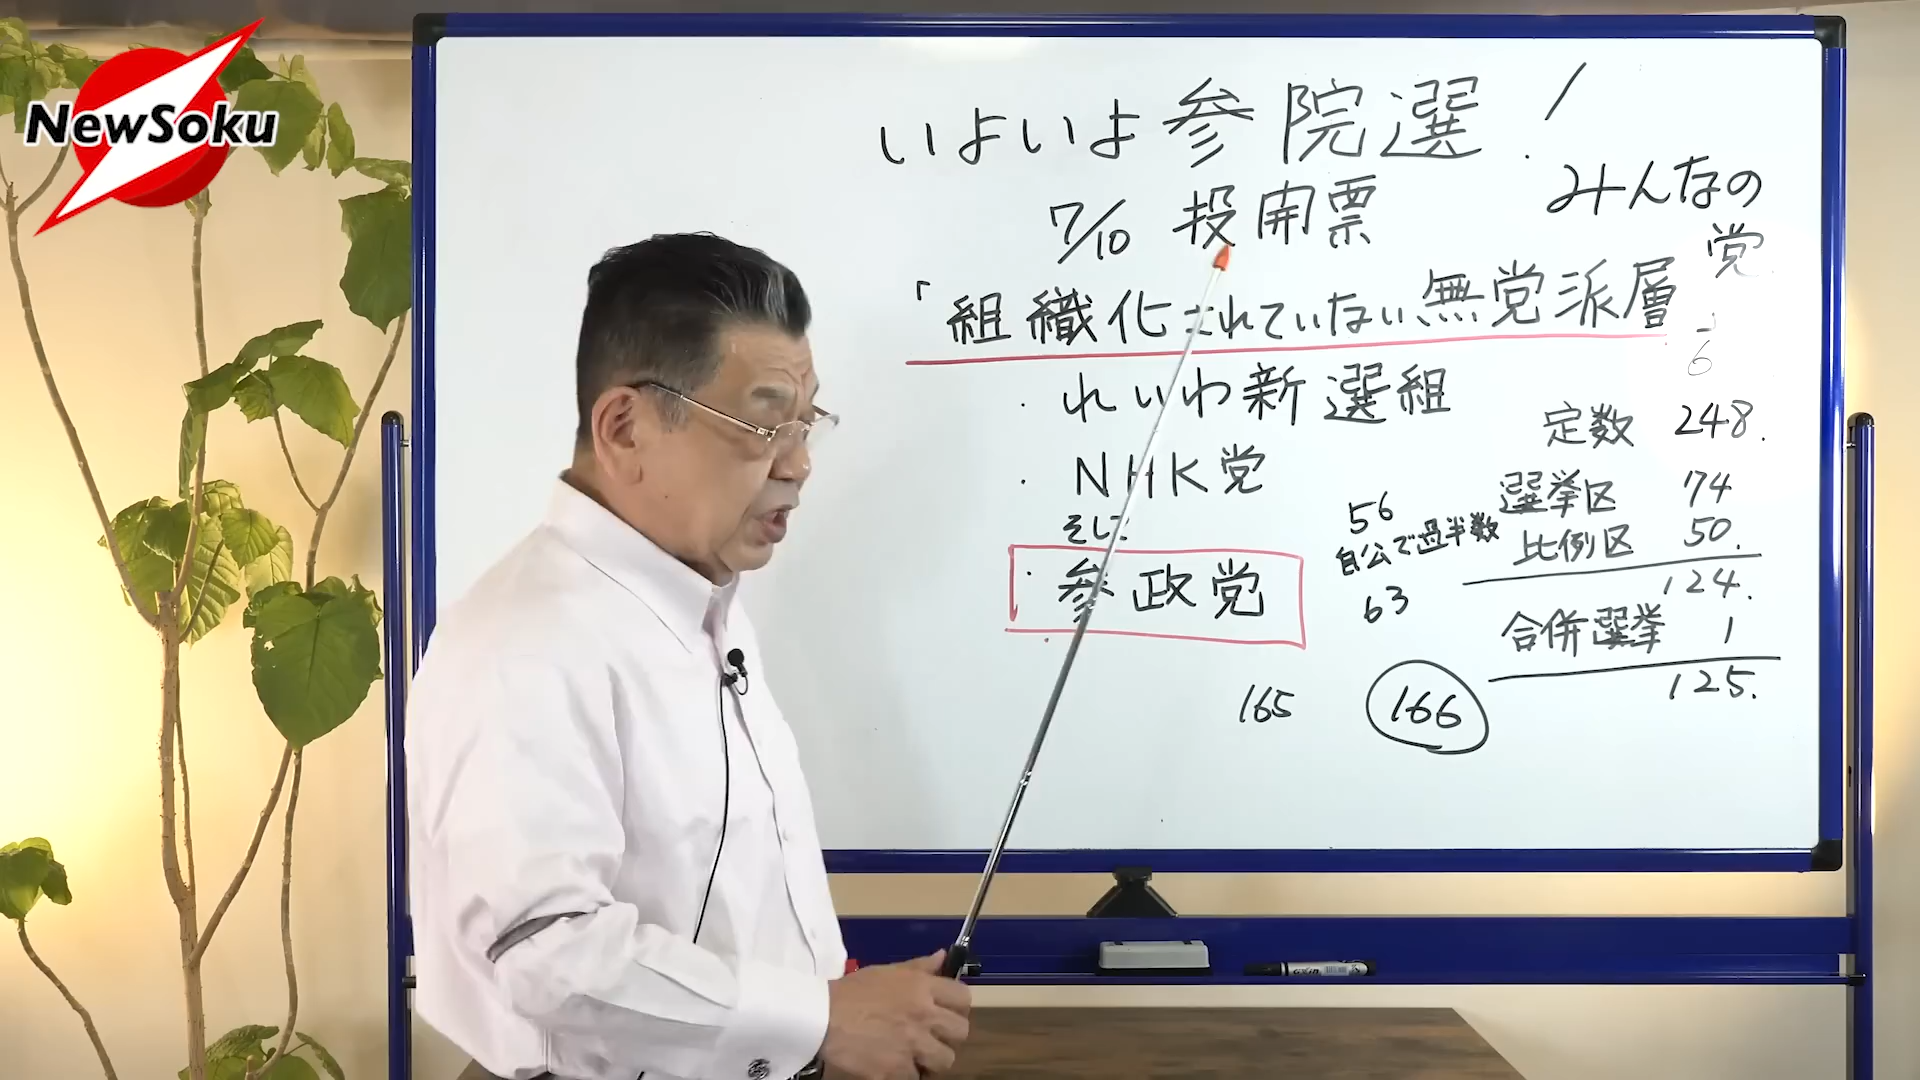 NewSoku
いよいよ参院選!
7/10 投開票
「組織化されていない無党派層
・れいわ新選組
・NHK党
そして
・参政党
みんなの
党
6
定数 248.
選挙区 74
比例区 50.
124.
合併選挙 1
125.
56
自公で過半数
63
165
166